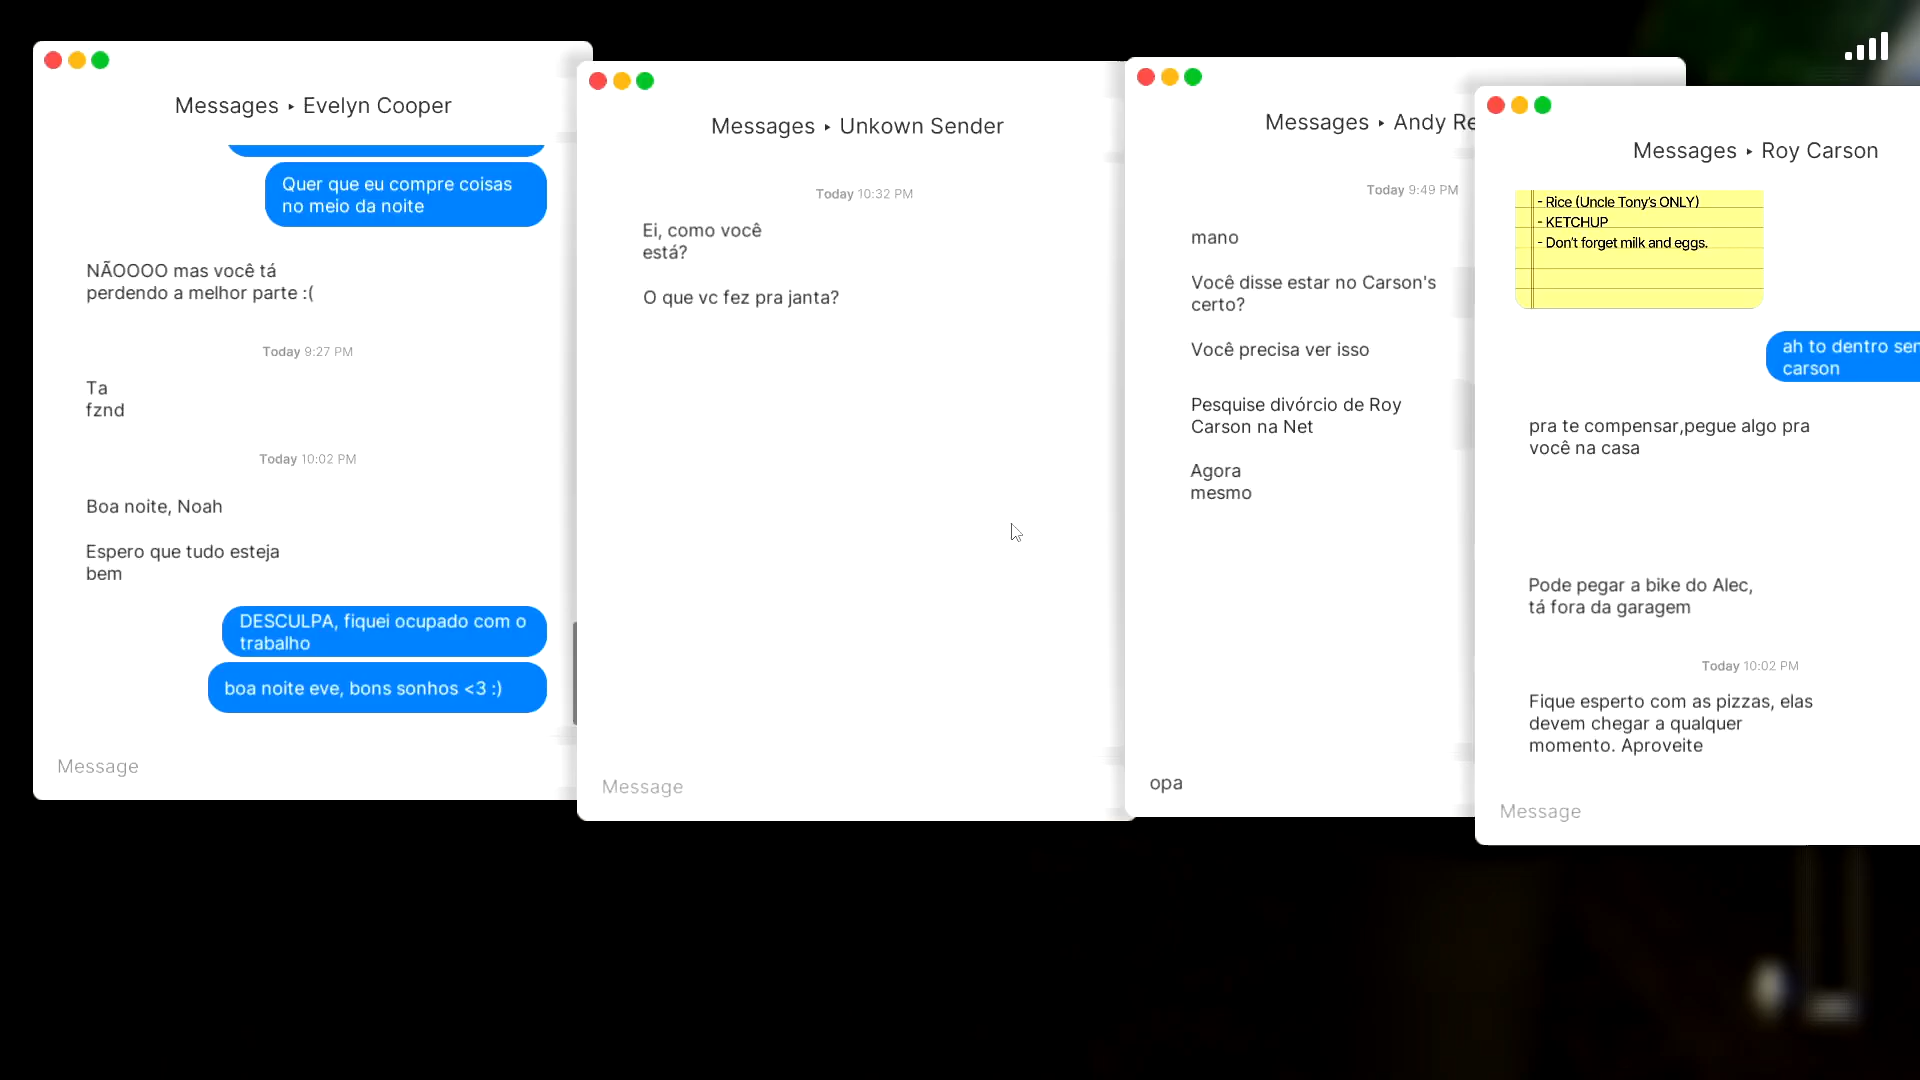 Messages ▸ Evelyn Cooper
Quer que eu compre coisas
no meio da noite
NÃOOOO mas você tá
perdendo a melhor parte :(
Today 9:27 PM
Ta
fznd
Today 10:02 PM
Boa noite, Noah
Espero que tudo esteja
bem
DESCULPA, fiquei ocupado com o
trabalho
boa noite eve, bons sonhos <3 :)
Message
Messages ▸ Unkown Sender
Today 10:32 PM
Ei, como você
está?
O que vc fez pra janta?
Message
Messages ▸ Andy Re
Today 9:49 PM
mano
Você disse estar no Carson's
certo?
Você precisa ver isso
Pesquise divórcio de Roy
Carson na Net
Agora
mesmo
opa
Messages ▸ Roy Carson
- Rice (Uncle Tony's ONLY)
- KETCHUP
- Don't forget milk and eggs.
ah to dentro sen
carson
pra te compensar,pegue algo pra
você na casa
Pode pegar a bike do Alec,
tá fora da garagem
Today 10:02 PM
Fique esperto com as pizzas, elas
devem chegar a qualquer
momento. Aproveite
Message